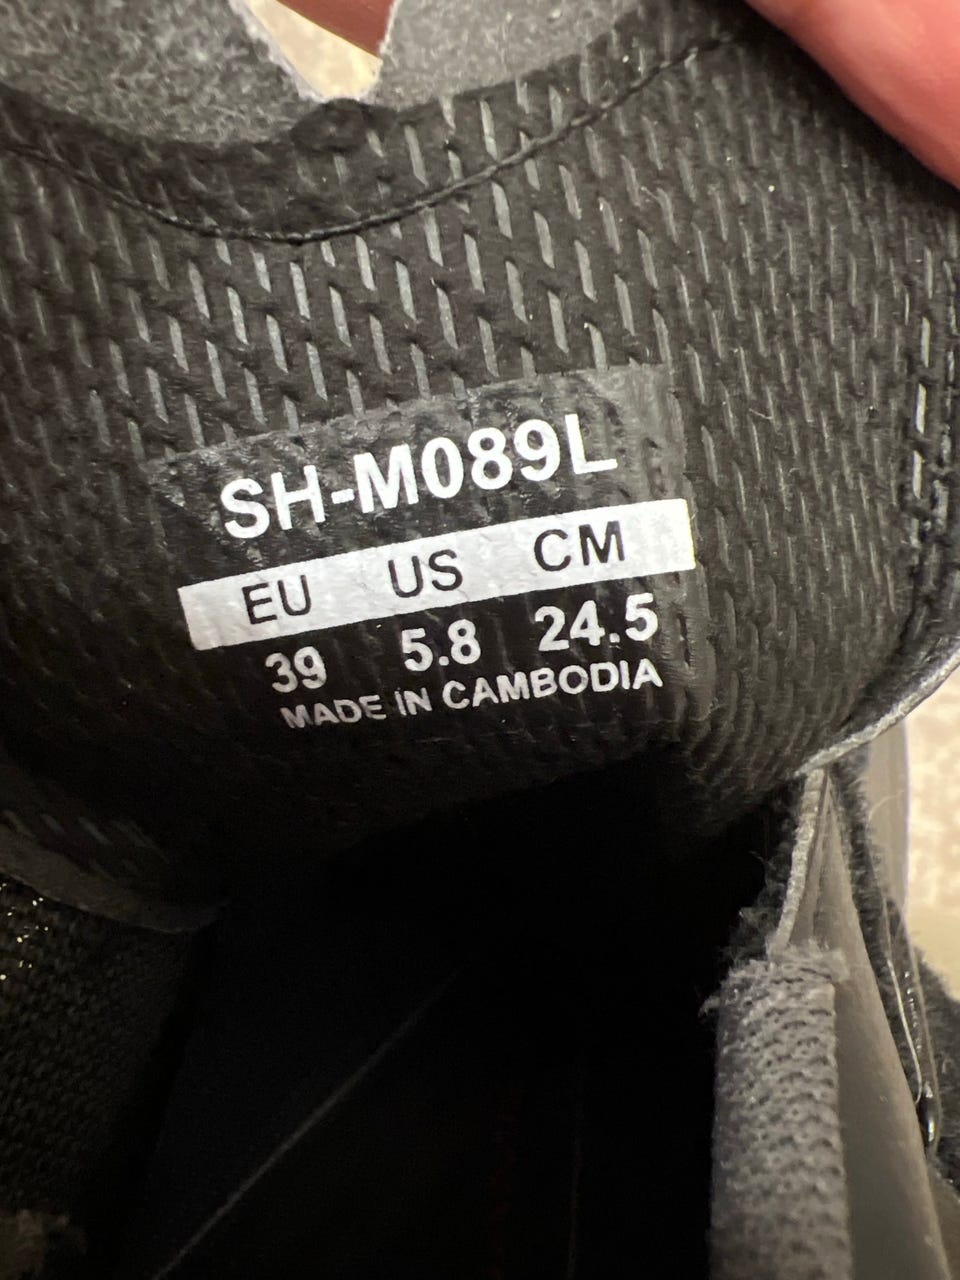 SH-M089L
EU US CM
39 5.8 24.5
MADE IN CAMBODIA